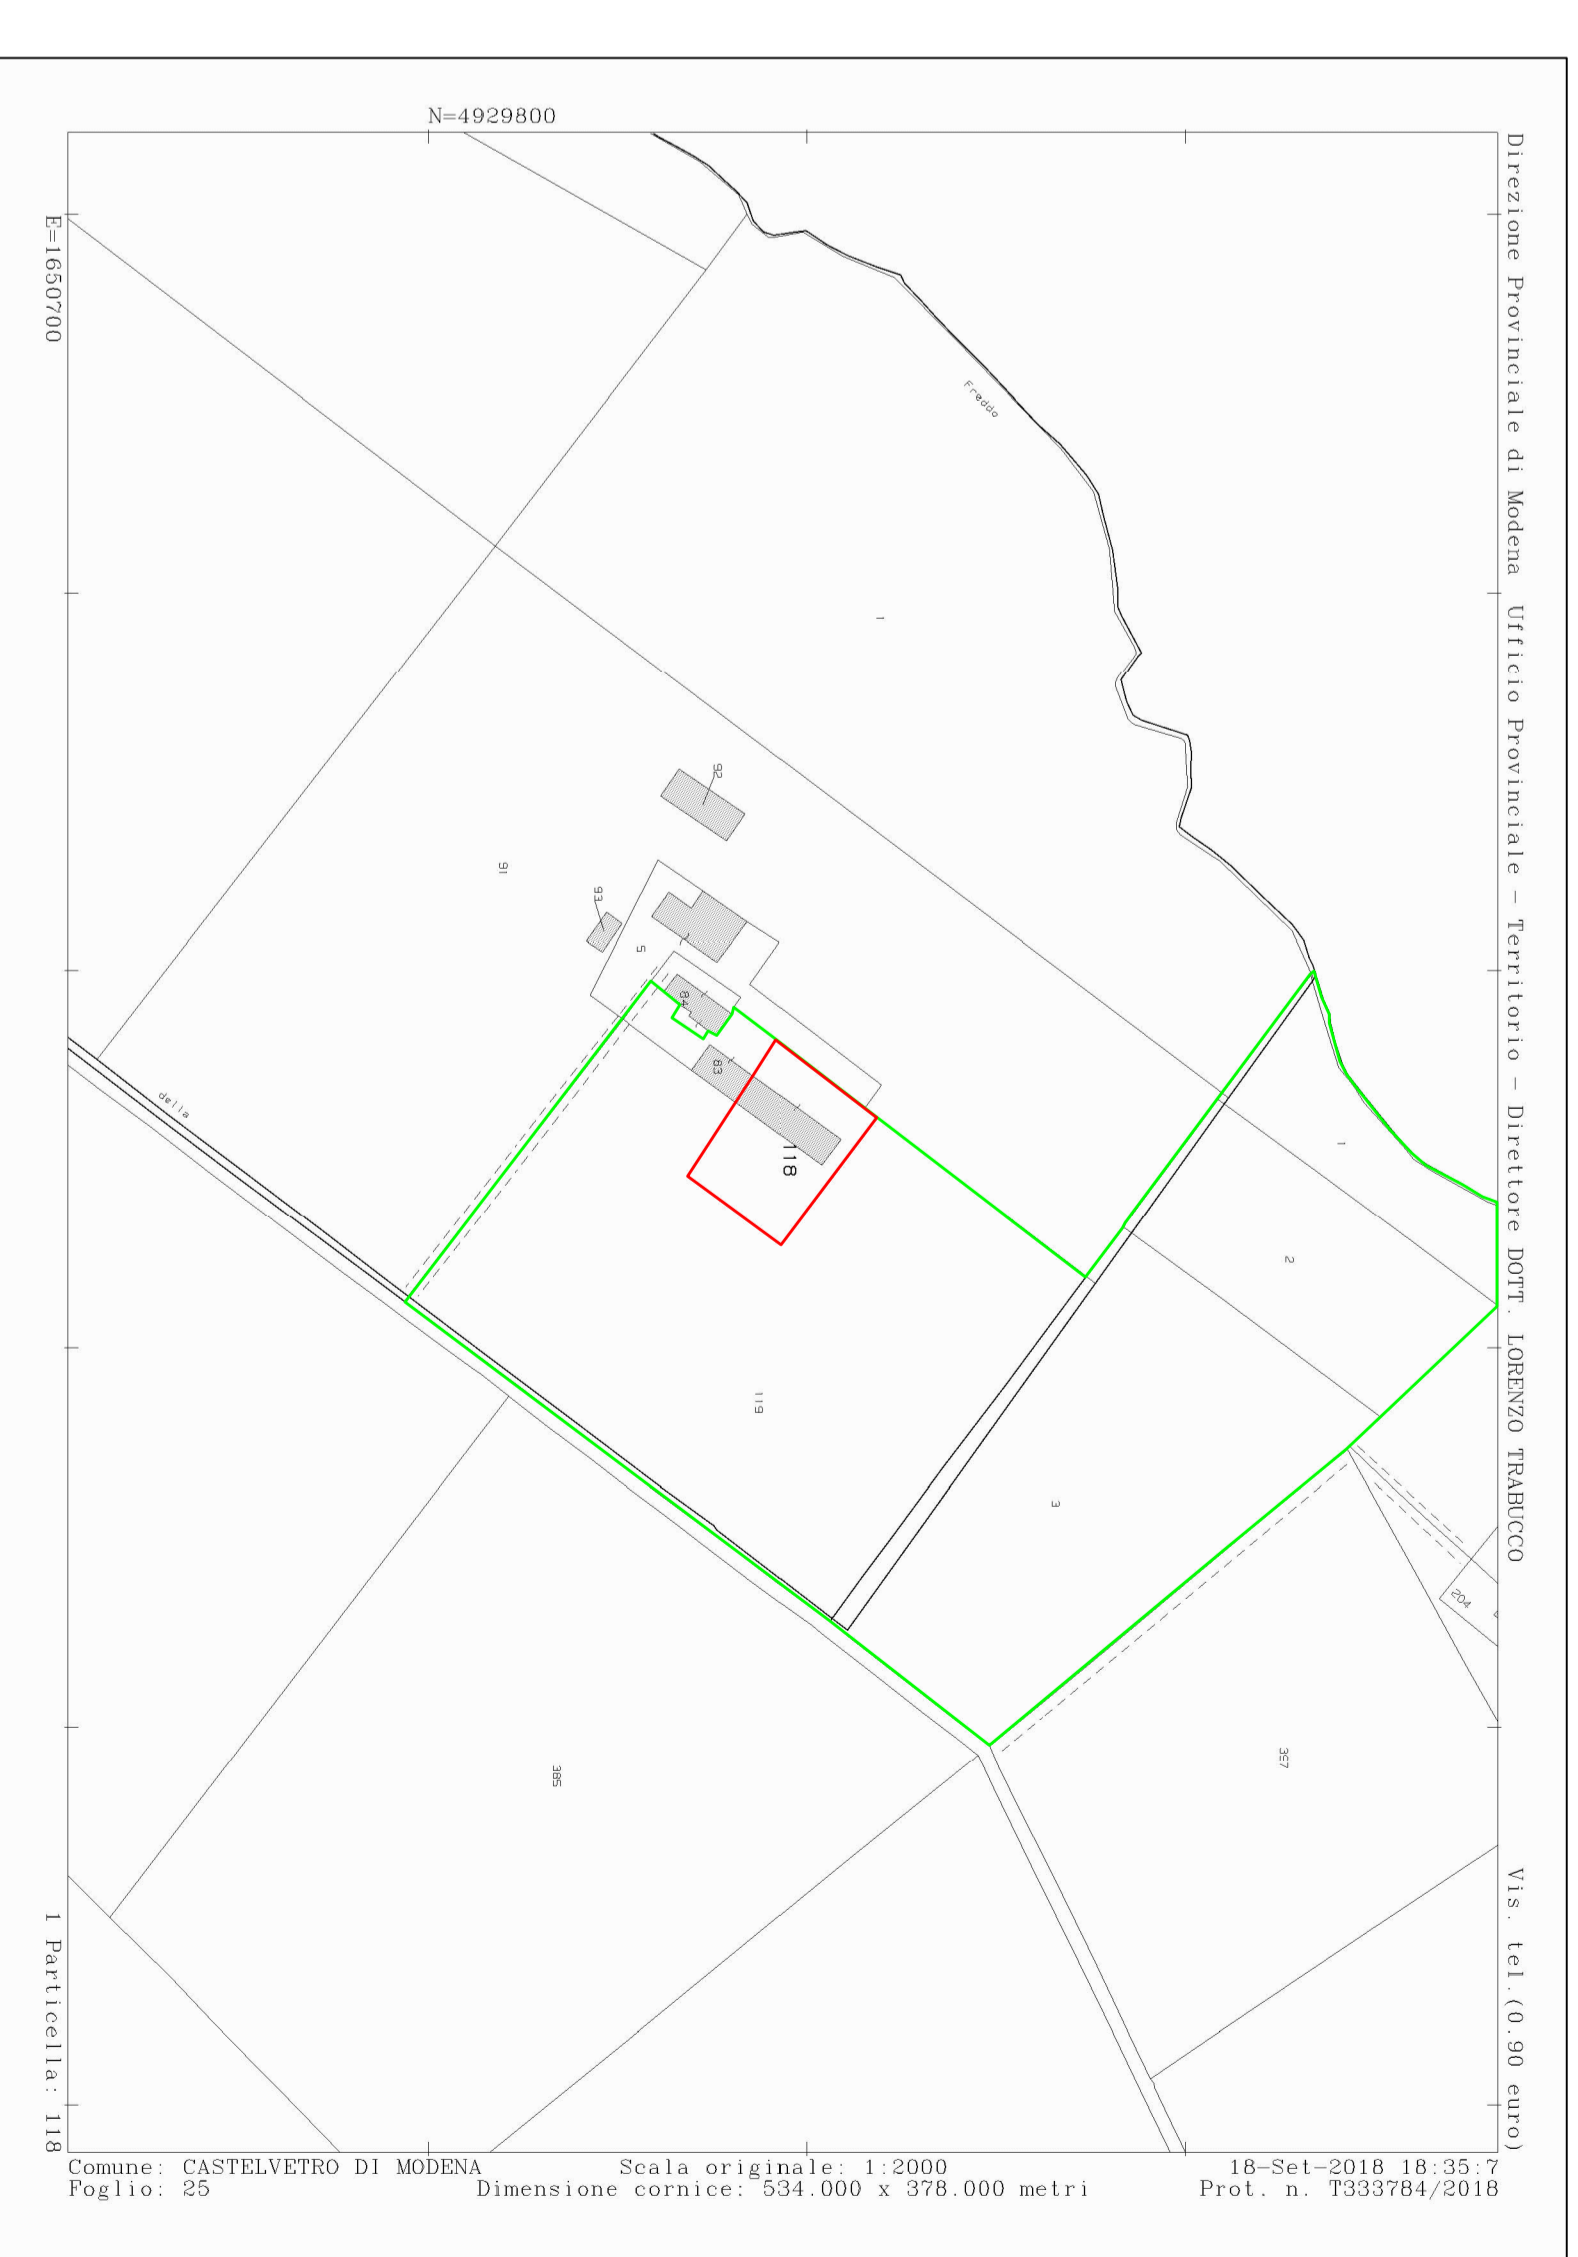 N=4929800
E=1650700
Direzione Provinciale di Modena Ufficio Provinciale - Territorio - Direttore DOTT. LORENZO TRABUCCO
Vis. tel.(0.90 euro)
Freddo
1
92
91
93
5
84
83
118
1
2
della
119
3
204
397
385
1 Particella: 118
Comune: CASTELVETRO DI MODENA
Scala originale: 1:2000
18-Set-2018 18:35:7
Foglio: 25
Dimensione cornice: 534.000 x 378.000 metri
Prot. n. T333784/2018